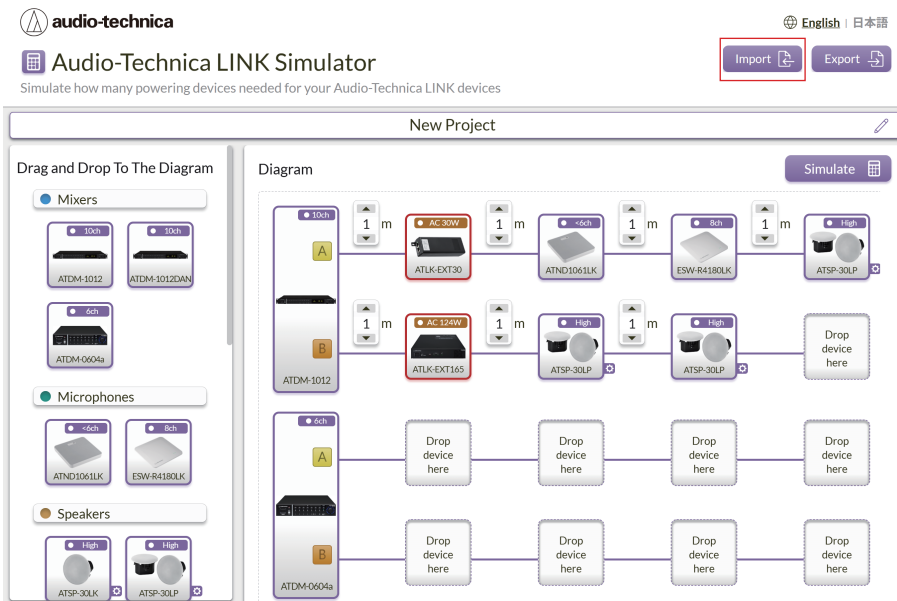 audio-technica
English | 日本語
Audio-Technica LINK Simulator
Import
Export
Simulate how many powering devices needed for your Audio-Technica LINK devices
New Project
Drag and Drop To The Diagram
Mixers
10ch
ATDM-1012
10ch
ATDM-1012DAN
6ch
ATDM-0604a
Microphones
<6ch
ATND1061LK
8ch
ESW-R4180LK
Speakers
High
ATSP-30LK
High
ATSP-30LP
Diagram
Simulate
10ch
A
B
ATDM-1012
1 m
AC 30W
ATLK-EXT30
1 m
<6ch
ATND1061LK
1 m
8ch
ESW-R4180LK
1 m
High
ATSP-30LP
1 m
AC 124W
ATLK-EXT165
1 m
High
ATSP-30LP
1 m
High
ATSP-30LP
Drop
device
here
6ch
A
B
ATDM-0604a
Drop
device
here
Drop
device
here
Drop
device
here
Drop
device
here
Drop
device
here
Drop
device
here
Drop
device
here
Drop
device
here